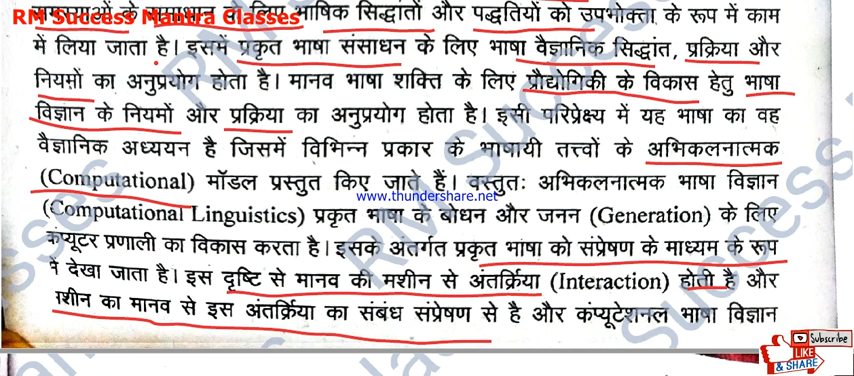 समस्याओं के समाधान के लिए भाषिक सिद्धांतों और पद्धतियों को उपभोक्ता के रूप में काम
RM Success Mantra Classes
में लिया जाता है। इसमें प्रकृत भाषा संसाधन के लिए भाषा वैज्ञानिक सिद्धांत, प्रक्रिया और
नियमों का अनुप्रयोग होता है। मानव भाषा शक्ति के लिए प्रौद्योगिकी के विकास हेतु भाषा
विज्ञान के नियमों और प्रक्रिया का अनुप्रयोग होता है। इसी परिप्रेक्ष्य में यह भाषा का वह
वैज्ञानिक अध्ययन है जिसमें विभिन्न प्रकार के भाषायी तत्त्वों के अभिकलनात्मक
(Computational) मॉडल प्रस्तुत किए जाते हैं। वस्तुतः अभिकलनात्मक भाषा विज्ञान
www.thundershare.net
(Computational Linguistics) प्रकृत भाषा के बोधन और जनन (Generation) के लिए
कंप्यूटर प्रणाली का विकास करता है। इसके अंतर्गत प्रकृत भाषा को संप्रेषण के माध्यम के रूप
में देखा जाता है। इस दृष्टि से मानव की मशीन से अंतर्क्रिया (Interaction) होती है और
मशीन का मानव से इस अंतर्क्रिया का संबंध संप्रेषण से है और कंप्यूटेशनल भाषा विज्ञान
Subscribe
LIKE
& SHARE